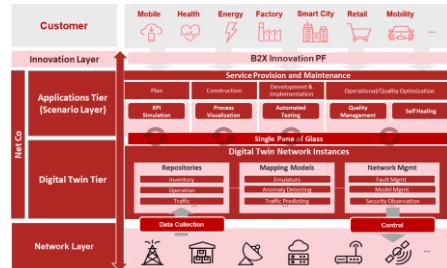 Customer
Mobile
Health
Energy
Factory
Smart City
Retail
Mobility
...
Innovation Layer
B2X Innovation PF
Net Co
Applications Tier
(Scenario Layer)
Service Provision and Maintenance
Plan
Construction
Development &
Implementation
Operational/Quality Optimization
KPI
Simulation
Process
Visualization
Automated
Testing
Quality
Management
Self Healing
Single Pane of Glass
Digital Twin Tier
Digital Twin Network Instances
Repositories
Mapping Models
Network Mgmt
Inventory
Emulators
Fault Mgmt
Operation
Anomaly Detecting
Model Mgmt
Traffic
Traffic Predicting
Security Observation
...
...
...
Data Collection
Control
Network Layer
...